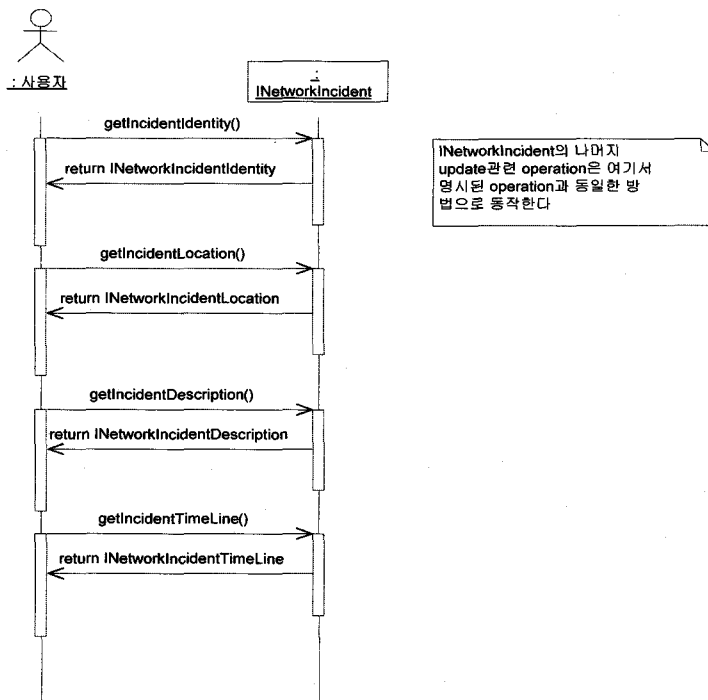 : 사용자
:
INetworkIncident
getIncidentIdentity()
return INetworkIncidentIdentity
getIncidentLocation()
return INetworkIncidentLocation
getIncidentDescription()
return INetworkIncidentDescription
getIncidentTimeLine()
return INetworkIncidentTimeLine
INetworkIncident의 나머지
update관련 operation은 여기서
명시된 operation과 동일한 방
법으로 동작한다